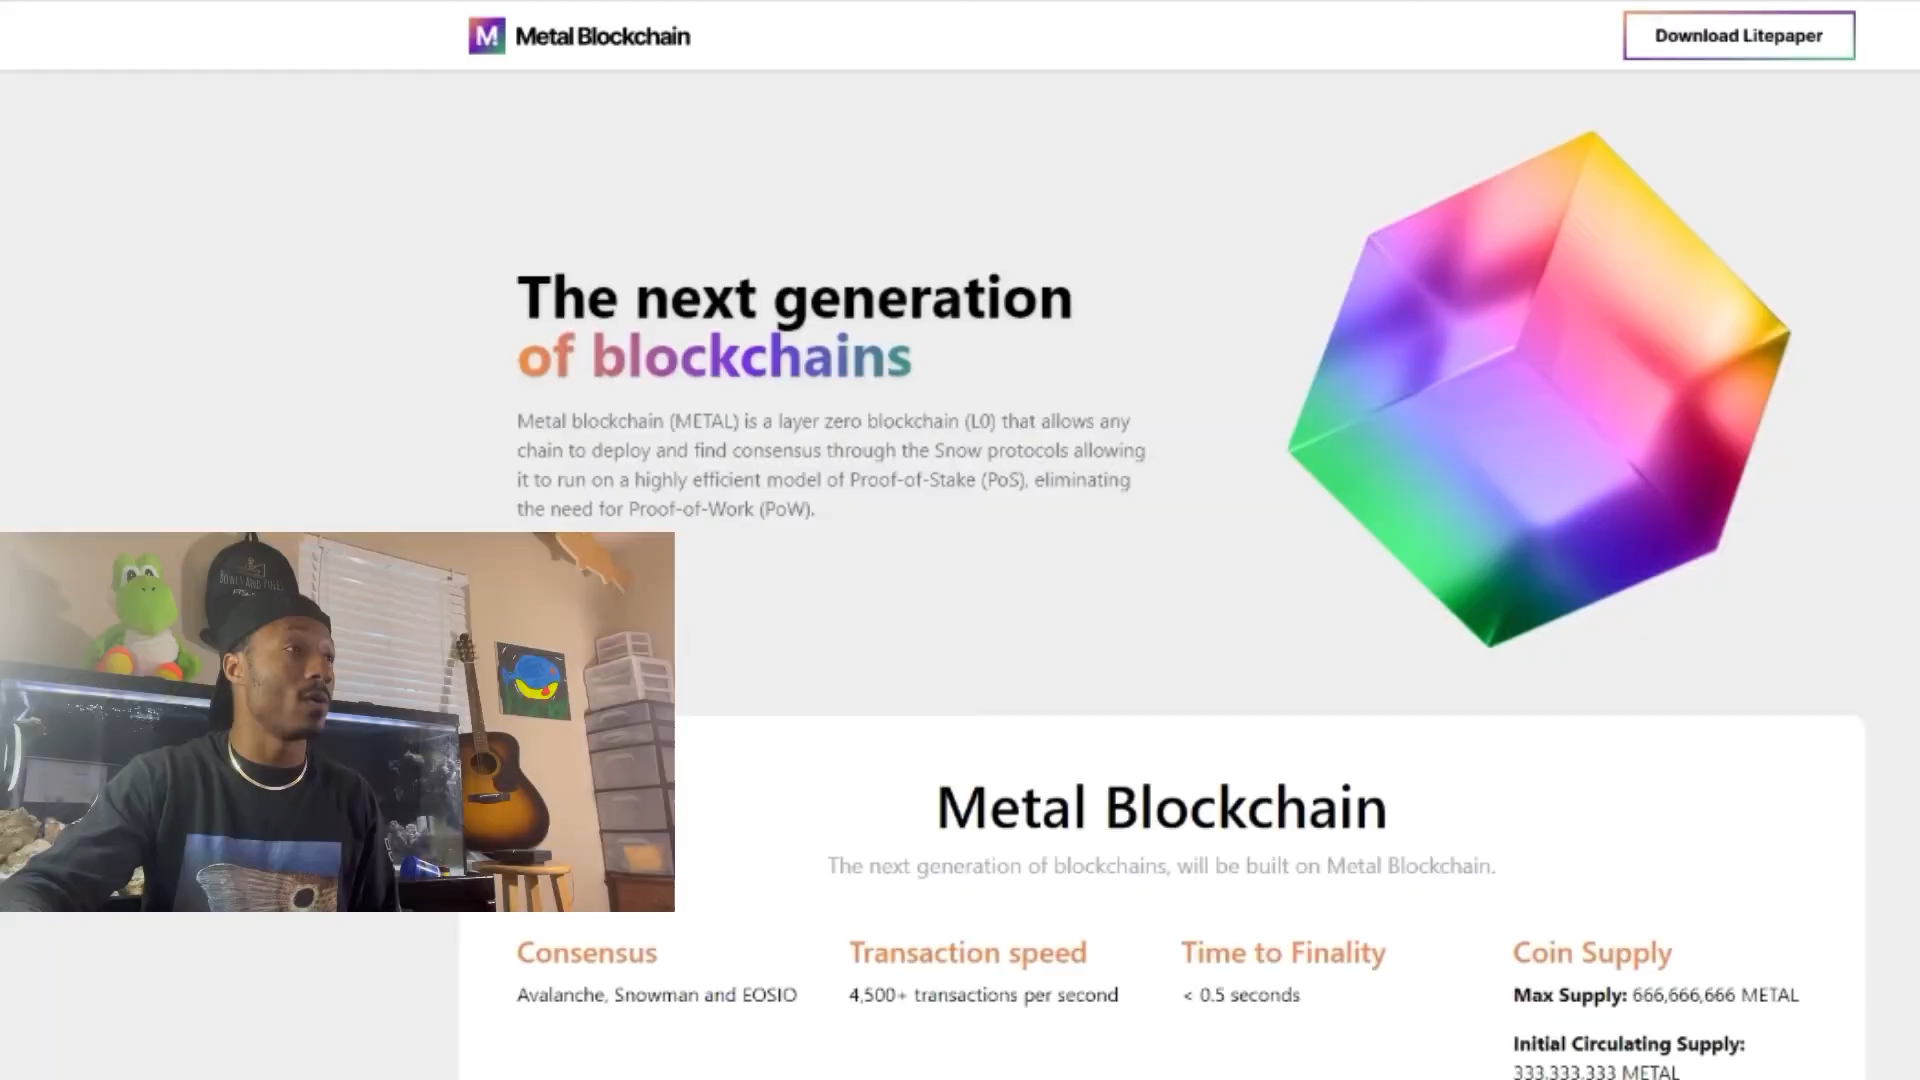 M.
Metal Blockchain
Download Litepaper
The next generation
of blockchains
Metal blockchain (METAL) is a layer zero blockchain (L0) that allows any
chain to deploy and find consensus through the Snow protocols allowing
it to run on a highly efficient model of Proof-of-Stake (PoS), eliminating
the need for Proof-of-Work (PoW).
Metal Blockchain
The next generation of blockchains, will be built on Metal Blockchain.
Consensus
Avalanche, Snowman and EOSIO
Transaction speed
4,500+ transactions per second
Time to Finality
< 0.5 seconds
Coin Supply
Max Supply: 666,666,666 METAL
Initial Circulating Supply:
333,333,333 METAL